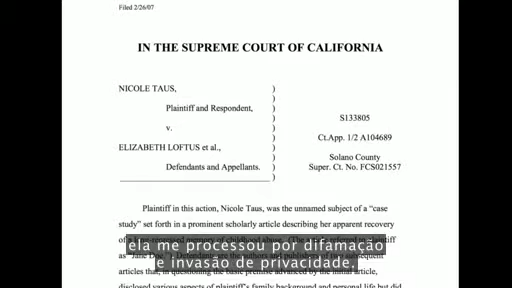 Filed 2/26/07
IN THE SUPREME COURT OF CALIFORNIA
NICOLE TAUS, )
)
Plaintiff and Respondent, )
) S133805
v. )
) Ct.App. 1/2 A104689
ELIZABETH LOFTUS et al., )
) Solano County
Defendants and Appellants. ) Super. Ct. No. FCS021557
)
Plaintiff in this action, Nicole Taus, was the unnamed subject of a “case
study” set forth in a prominent scholarly article describing her apparent recovery
ela me processou por difamação
e invasão de privacidade,
articles that, in questioning the basic premise advanced by the initial article,
disclosed various aspects of plaintiff's family background and personal life but did